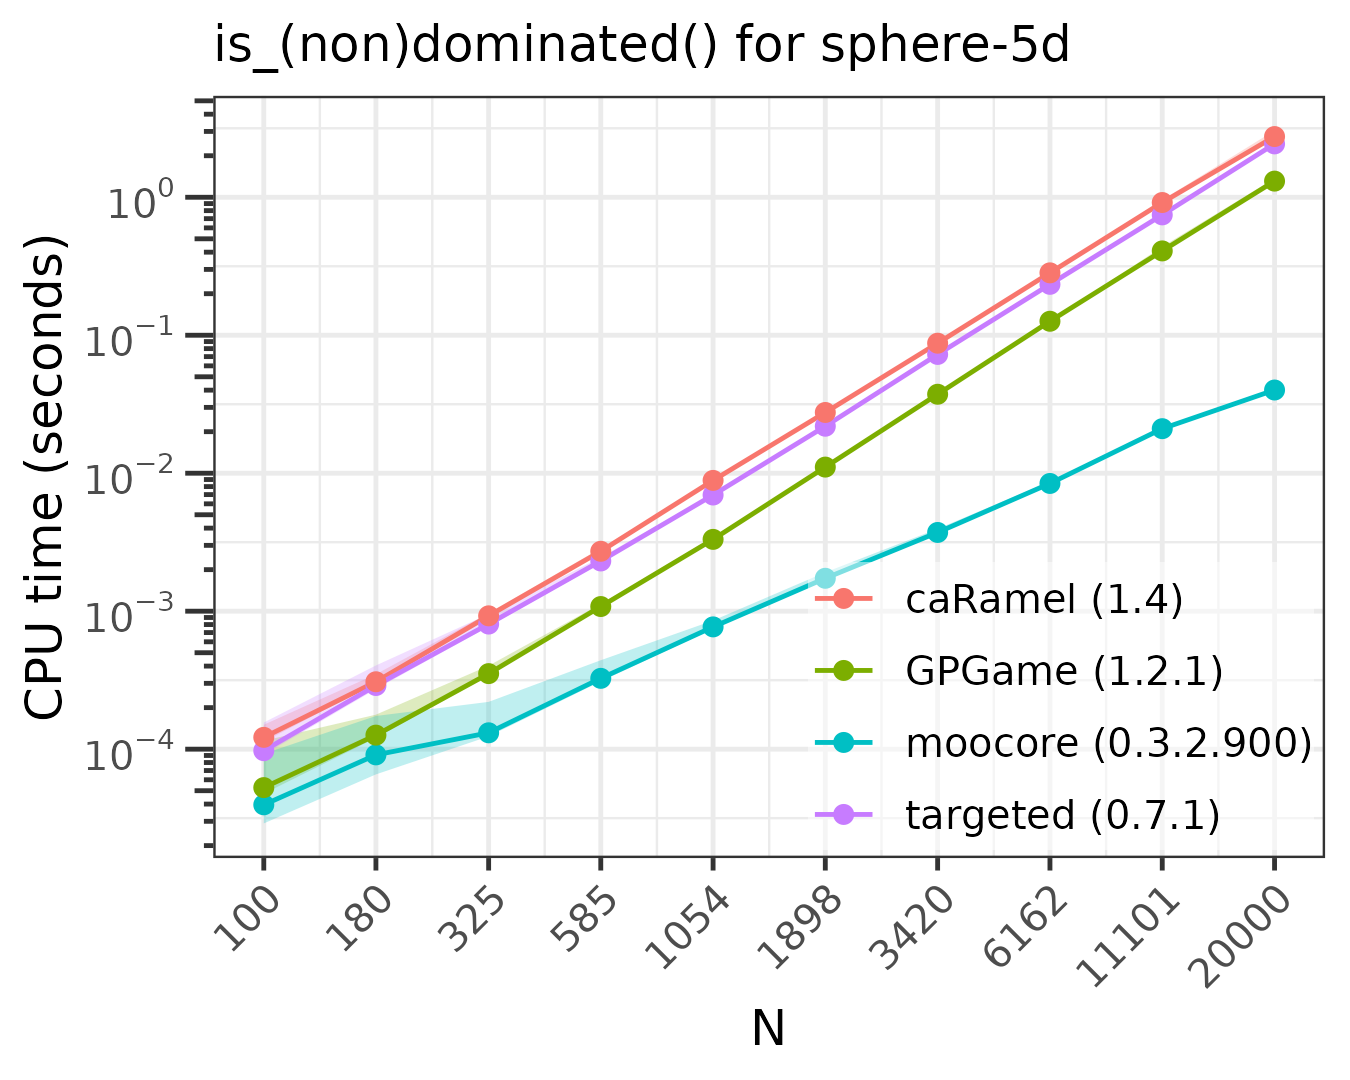 is_(non)dominated() for sphere-5d
CPU time (seconds)
10⁰
10⁻¹
10⁻²
10⁻³
10⁻⁴
caRamel (1.4)
GPGame (1.2.1)
moocore (0.3.2.900)
targeted (0.7.1)
100 180 325 585 1054 1898 3420 6162 11101 20000
N